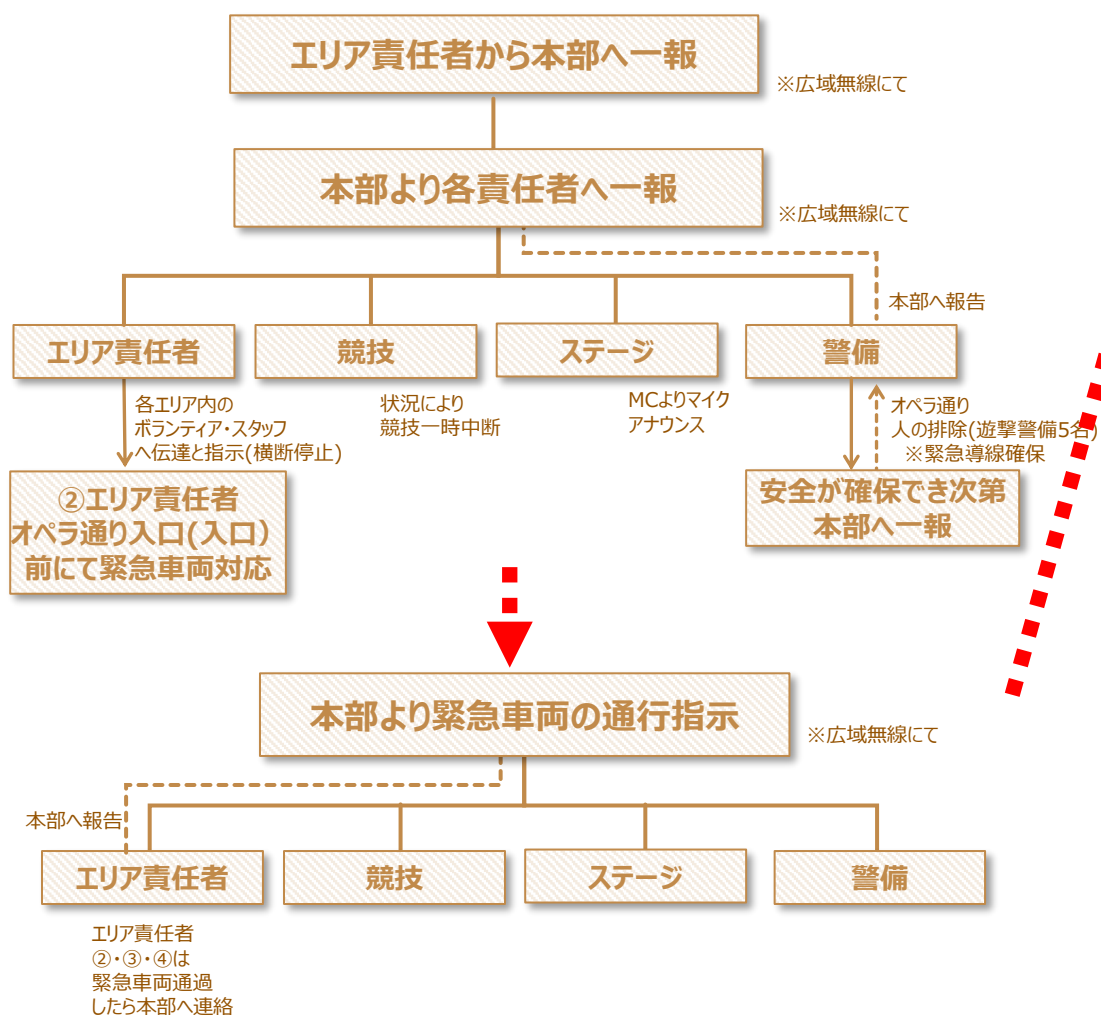 エリア責任者から本部へ一報
※広域無線にて
本部より各責任者へ一報
※広域無線にて
本部へ報告
エリア責任者
競技
ステージ
警備
各エリア内の
ボランティア・スタッフ
へ伝達と指示(横断停止)
状況により
競技一時中断
MCよりマイク
アナウンス
オペラ通り
人の排除(遊撃警備5名)
※緊急導線確保
②エリア責任者
オペラ通り入口(入口）
前にて緊急車両対応
安全が確保でき次第
本部へ一報
本部より緊急車両の通行指示
※広域無線にて
本部へ報告
エリア責任者
競技
ステージ
警備
エリア責任者
②・③・④は
緊急車両通過
したら本部へ連絡